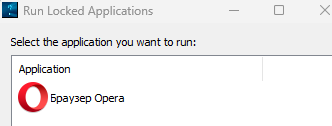 Run Locked Applications
Select the application you want to run:
Application
Браузер Opera